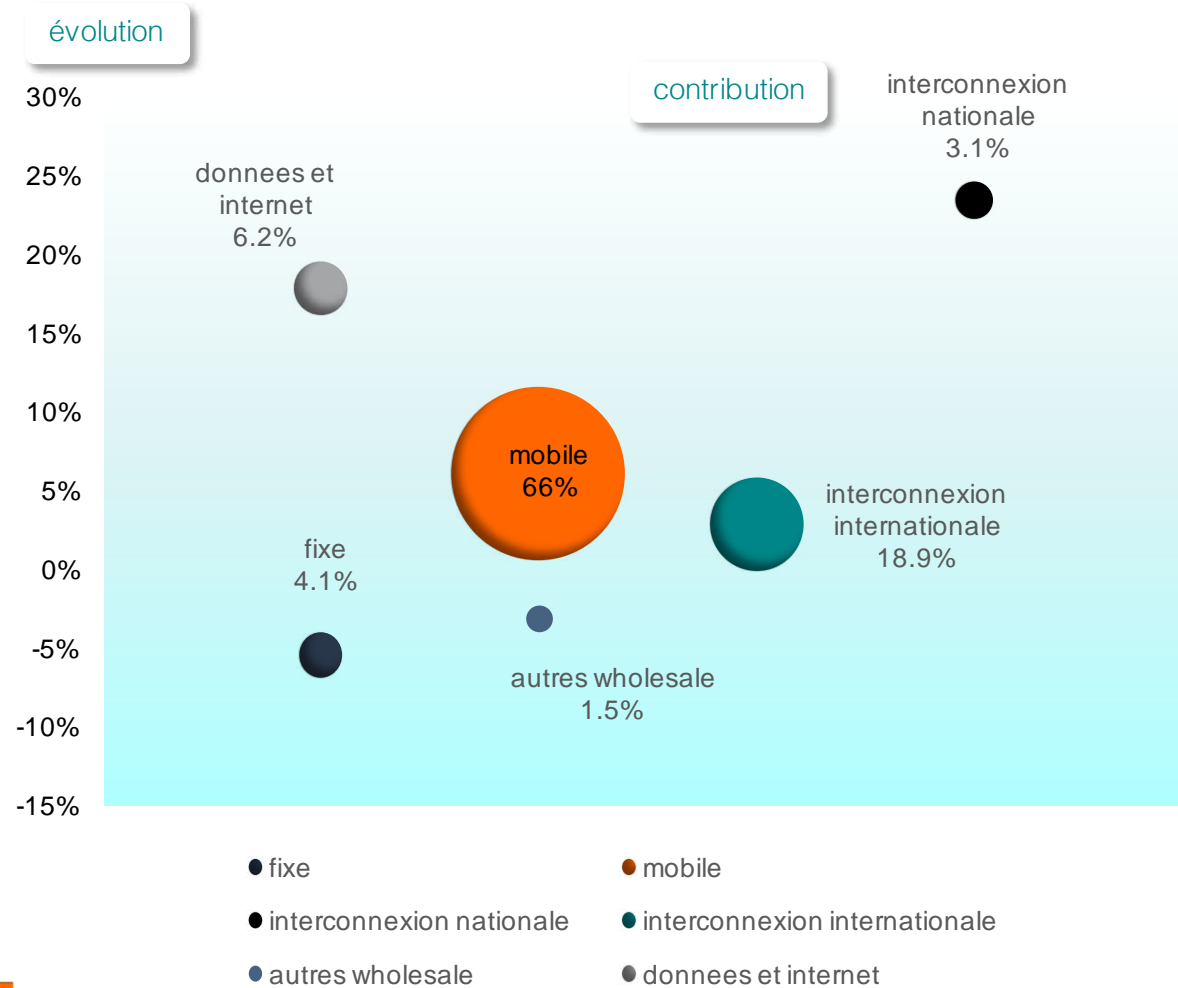 évolution
contribution
30%
25%
20%
15%
10%
5%
0%
-5%
-10%
-15%
interconnexion
nationale
3.1%
donnees et
internet
6.2%
mobile
66%
interconnexion
internationale
18.9%
fixe
4.1%
autres wholesale
1.5%
fixe
mobile
interconnexion nationale
interconnexion internationale
autres wholesale
donnees et internet